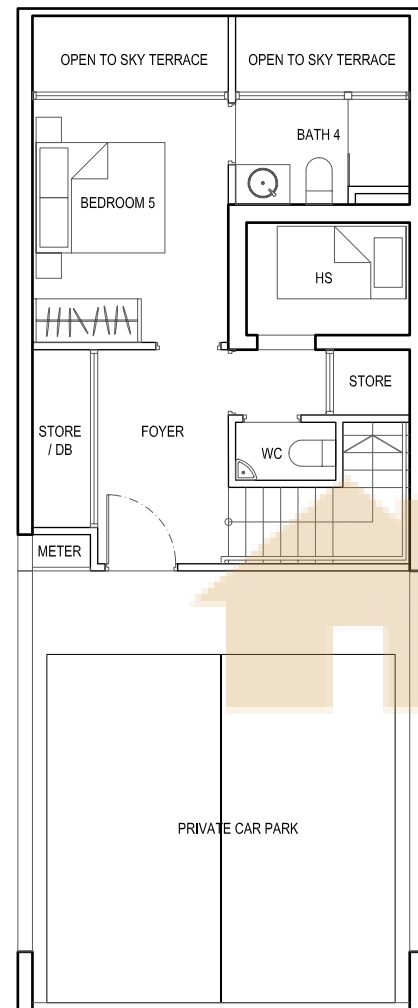 OPEN TO SKY TERRACE
OPEN TO SKY TERRACE
BATH 4
BEDROOM 5
HS
STORE
STORE
/ DB
FOYER
WC
METER
PRIVATE CAR PARK